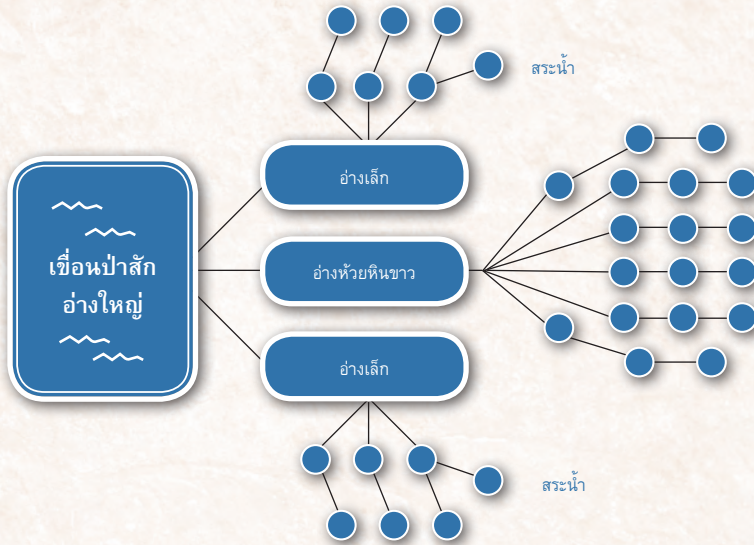 สระน้ำ
อ่างเล็ก
เขื่อนป่าสัก
อ่างใหญ่
อ่างห้วยหินขาว
อ่างเล็ก
สระน้ำ